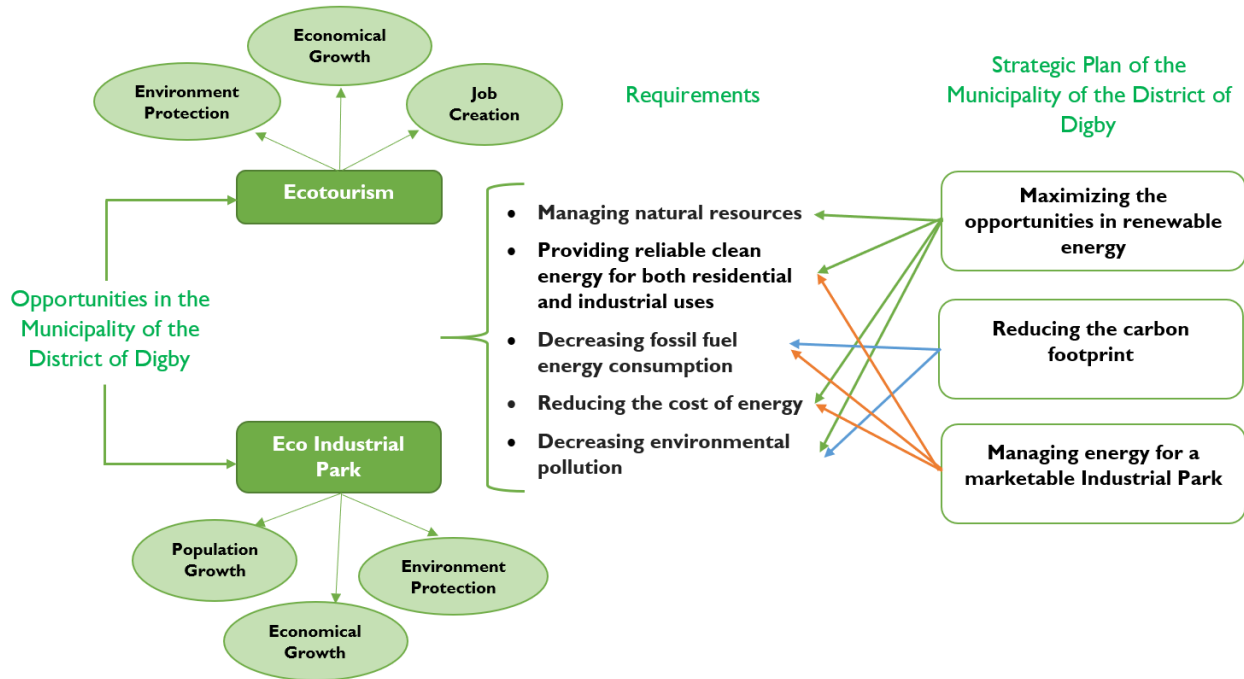 Economical
Growth
Environment
Protection
Job
Creation
Ecotourism
Opportunities in the
Municipality of the
District of Digby
Eco Industrial
Park
Population
Growth
Environment
Protection
Economical
Growth
Requirements
• Managing natural resources
• Providing reliable clean
energy for both residential
and industrial uses
• Decreasing fossil fuel
energy consumption
• Reducing the cost of energy
• Decreasing environmental
pollution
Strategic Plan of the
Municipality of the District of
Digby
Maximizing the
opportunities in renewable
energy
Reducing the carbon
footprint
Managing energy for a
marketable Industrial Park